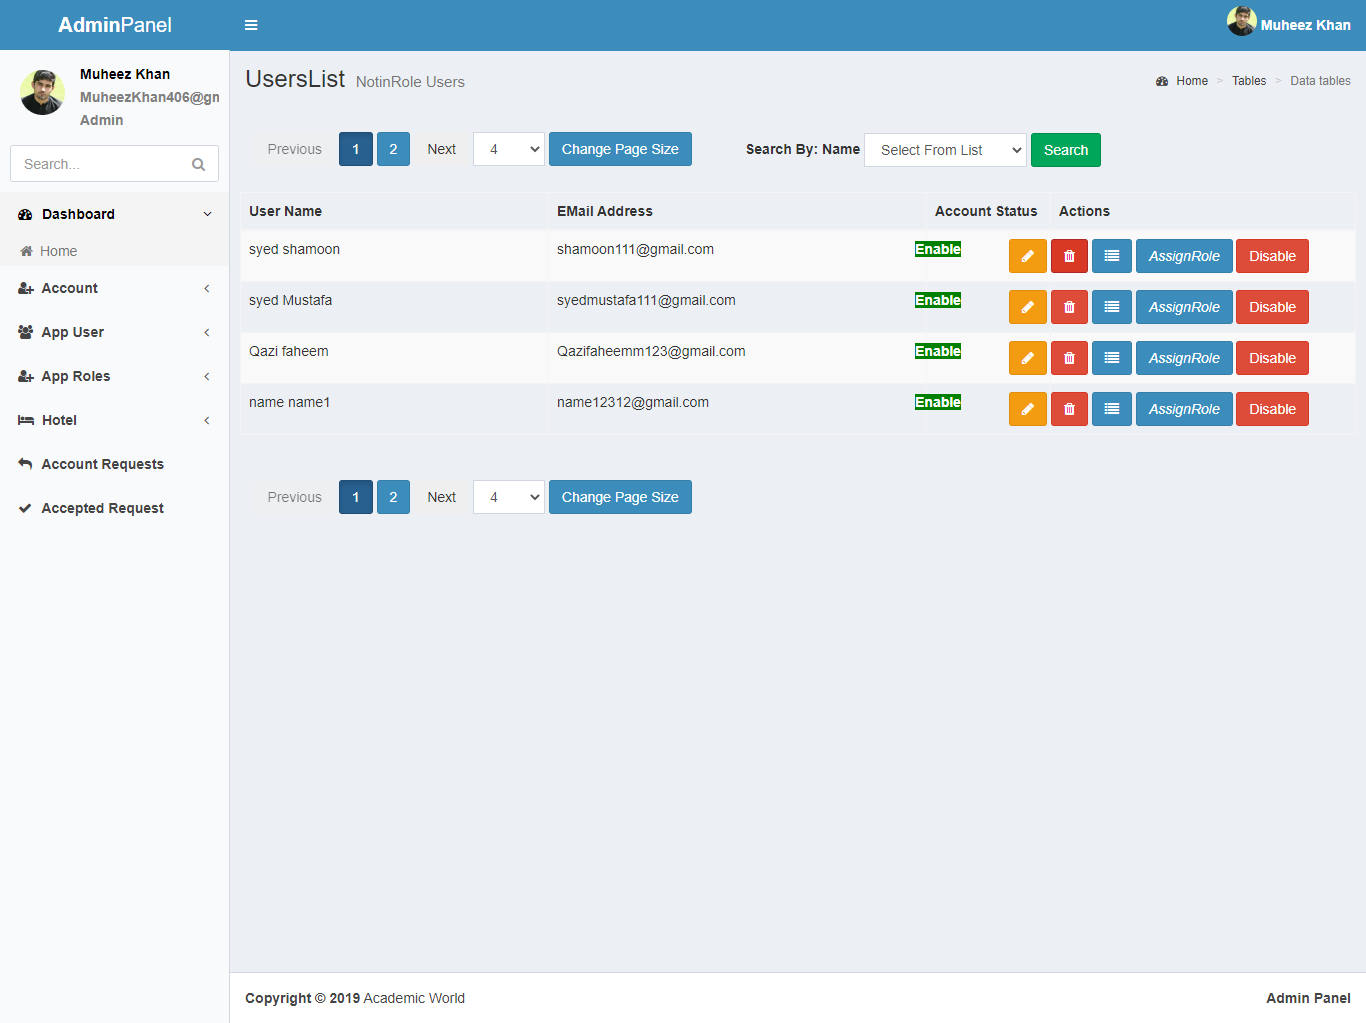 AdminPanel
Muheez Khan
Muheez Khan
MuheezKhan406@gm
Admin
Search...
Dashboard
Home
Account
App User
App Roles
Hotel
Account Requests
Accepted Request
UsersList NotinRole Users
Home > Tables > Data tables
Previous 1 2 Next 4 Change Page Size Search By: Name Select From List Search
User Name EMail Address Account Status Actions
syed shamoon shamoon111@gmail.com Enable AssignRole Disable
syed Mustafa syedmustafa111@gmail.com Enable AssignRole Disable
Qazi faheem Qazifaheemm123@gmail.com Enable AssignRole Disable
name name1 name12312@gmail.com Enable AssignRole Disable
Previous 1 2 Next 4 Change Page Size
Copyright © 2019 Academic World Admin Panel